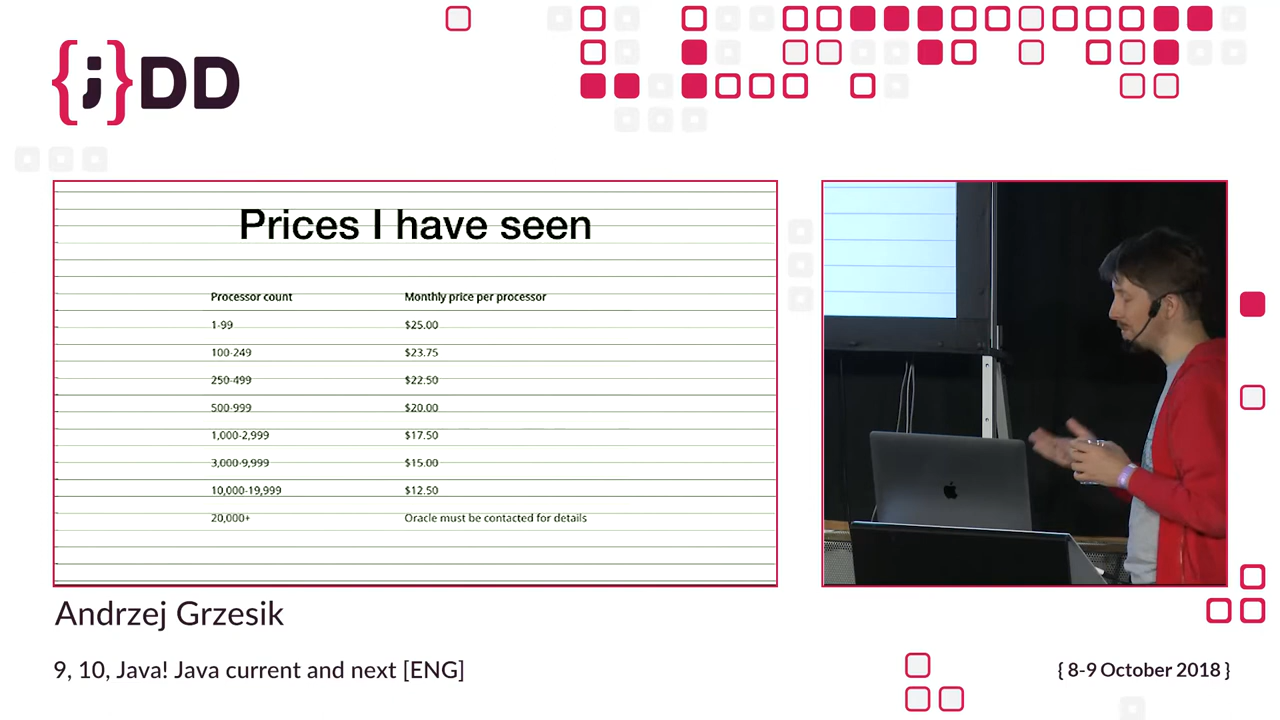 {j}DD
Prices I have seen
Processor count Monthly price per processor
1-99 $25.00
100-249 $23.75
250-499 $22.50
500-999 $20.00
1,000-2,999 $17.50
3,000-9,999 $15.00
10,000-19,999 $12.50
20,000+ Oracle must be contacted for details
Andrzej Grzesik
9, 10, Java! Java current and next [ENG]
{ 8-9 October 2018 }